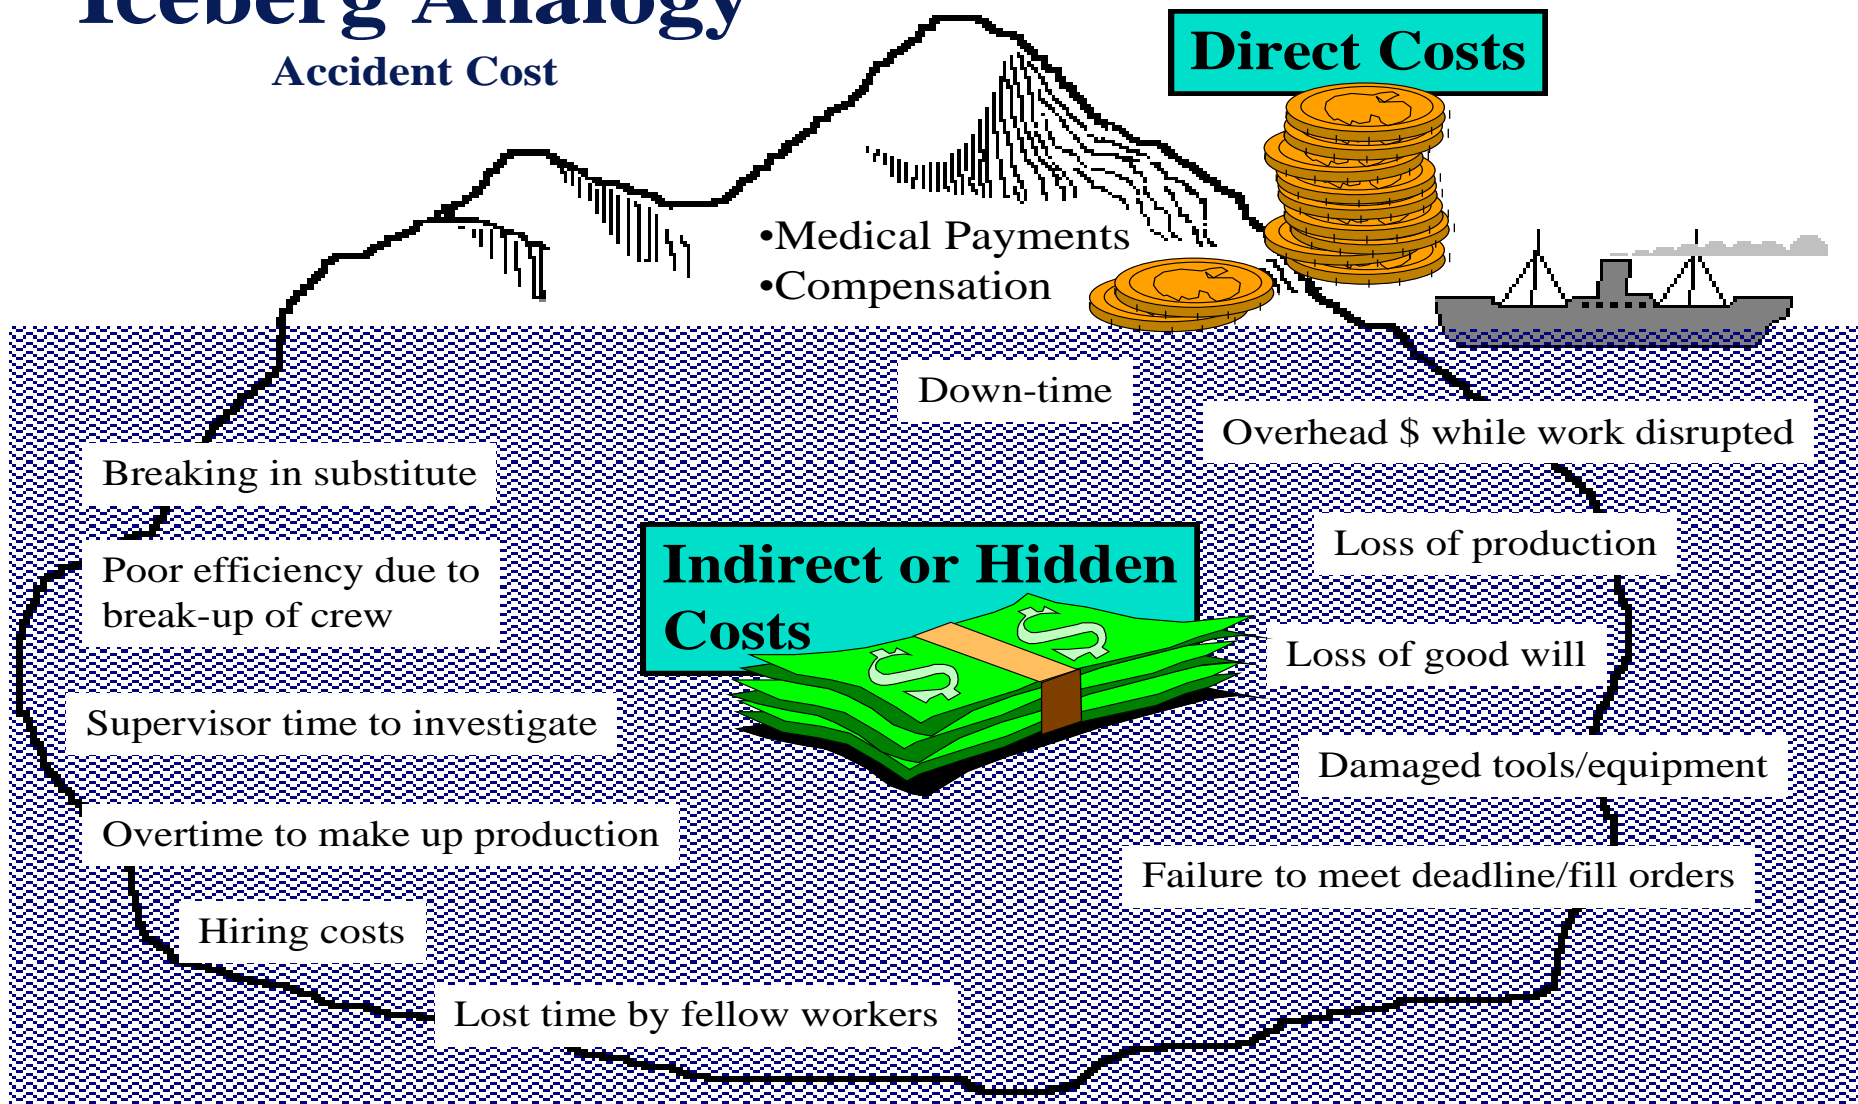 Iceberg Analogy
Accident Cost
Direct Costs
•Medical Payments
•Compensation
Down-time
Overhead $ while work disrupted
Breaking in substitute
Loss of production
Indirect or Hidden
Costs
Poor efficiency due to
break-up of crew
Loss of good will
Supervisor time to investigate
Damaged tools/equipment
Overtime to make up production
Failure to meet deadline/fill orders
Hiring costs
Lost time by fellow workers